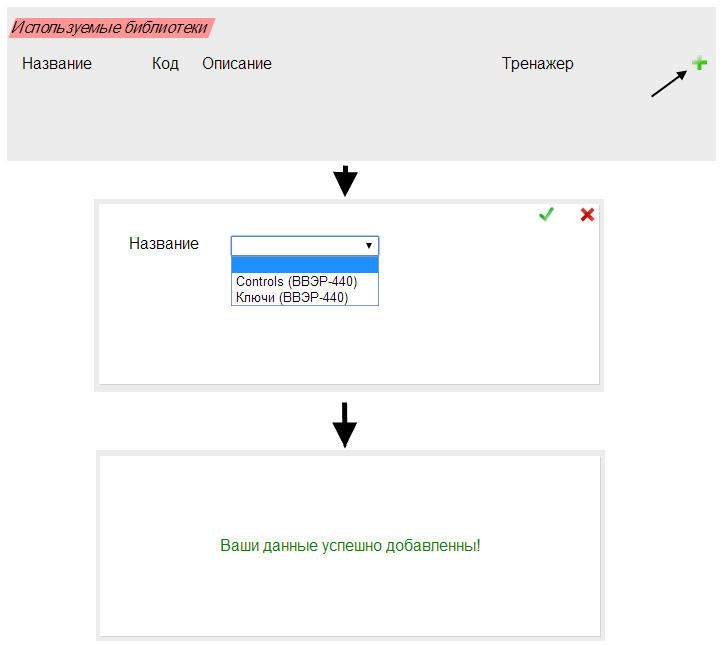 Используемые библиотеки
Название Код Описание Тренажер
Название
Controls (ВВЭР-440)
Ключи (ВВЭР-440)
Ваши данные успешно добавленны!